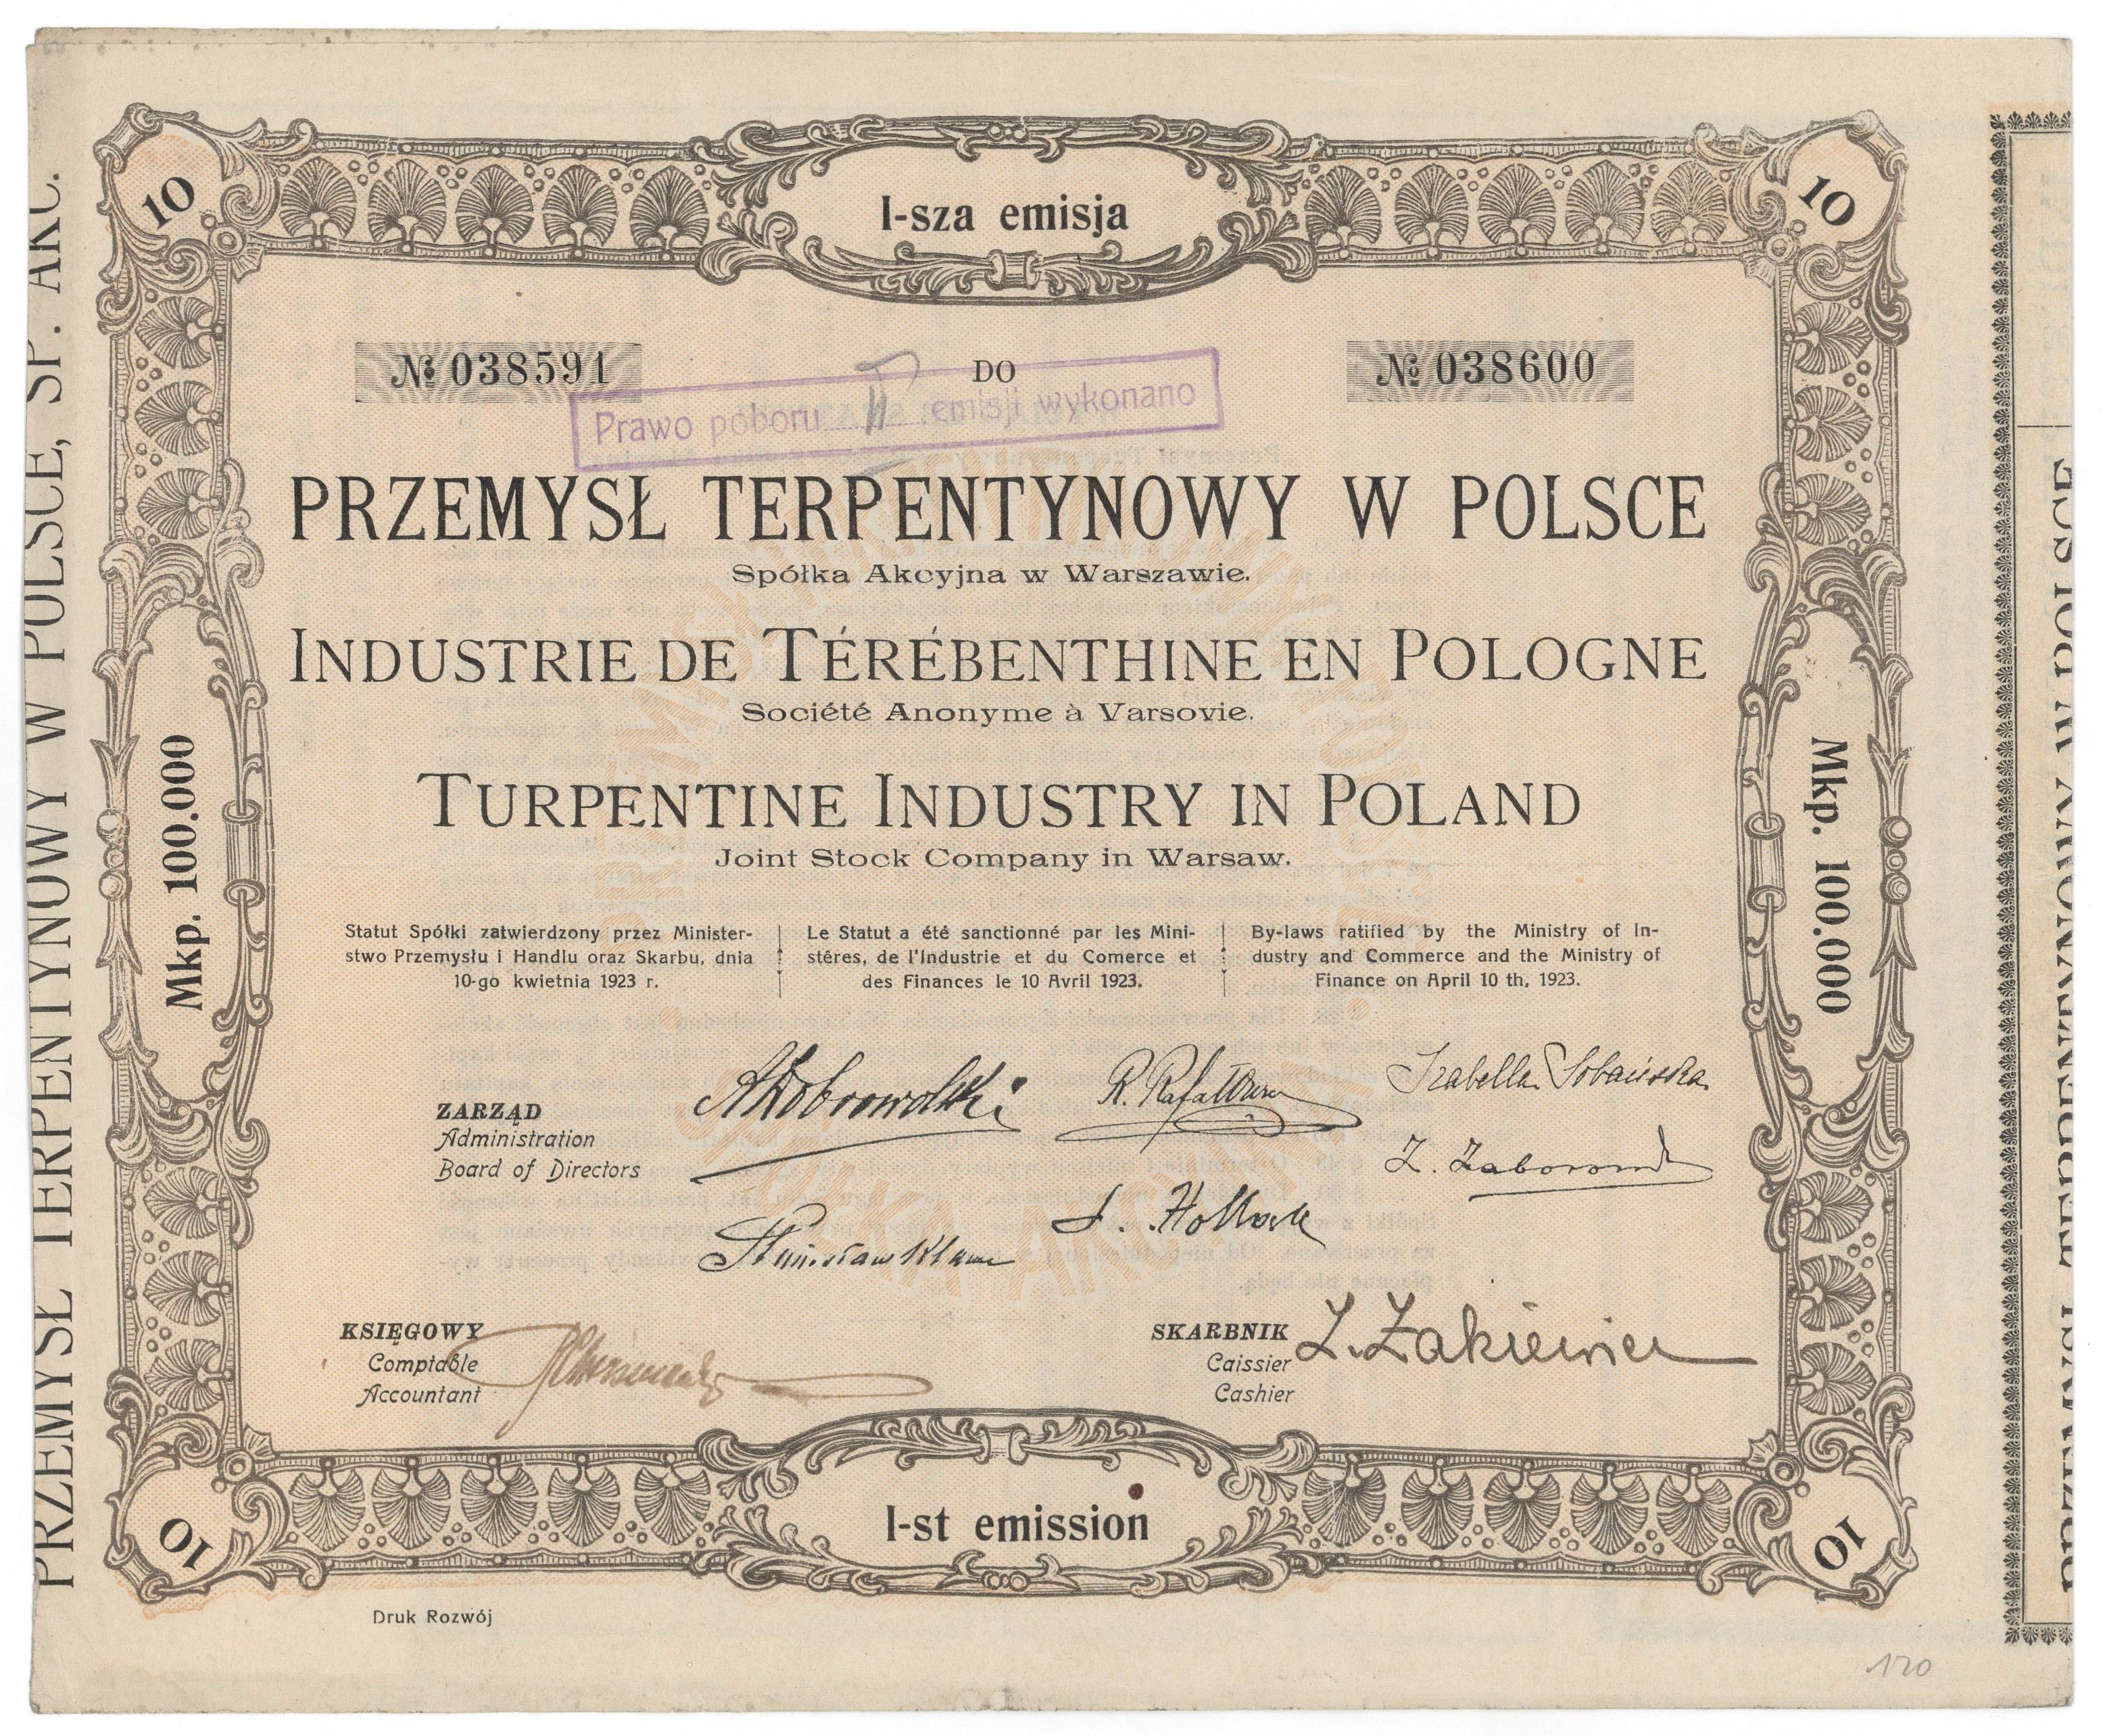 10
I-sza emisja
10
№ 038591
DO
№ 038600
Prawo poboru II emisji wykonano
PRZEMYSŁ TERPENTYNOWY W POLSCE
Spółka Akcyjna w Warszawie.
INDUSTRIE DE TÉRÉBENTHINE EN POLOGNE
Société Anonyme à Varsovie.
TURPENTINE INDUSTRY IN POLAND
Joint Stock Company in Warsaw.
Mkp. 100.000
Mkp. 100.000
Statut Spółki zatwierdzony przez Minister-
stwo Przemysłu i Handlu oraz Skarbu, dnia
10-go kwietnia 1923 r.
Le Statut a été sanctionné par les Mini-
stêres, de l'Industrie et du Comerce et
des Finances le 10 Avril 1923.
By-laws ratified by the Ministry of In-
dustry and Commerce and the Ministry of
Finance on April 10 th, 1923.
ZARZĄD
Administration
Board of Directors
ADobrowolski
Izabella Sobańska
KSIĘGOWY
Comptable
Accountant
SKARBNIK
Caissier
Cashier
10
I-st emission
10
Druk Rozwój
120
PRZEMYSŁ TERPENTYNOWY W POLSCE, SP. AKC.
PRZEMYSŁ TERPENTYNOWY W POLSCE